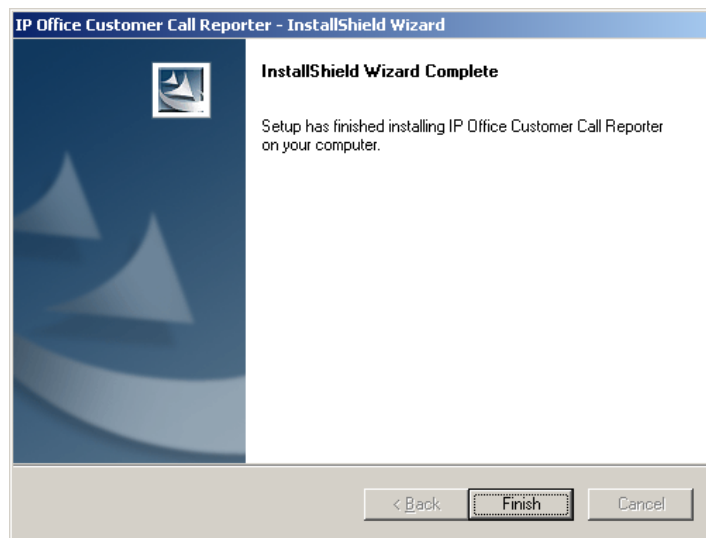 IP Office Customer Call Reporter - InstallShield Wizard
InstallShield Wizard Complete
Setup has finished installing IP Office Customer Call Reporter
on your computer.
< Back
Finish
Cancel